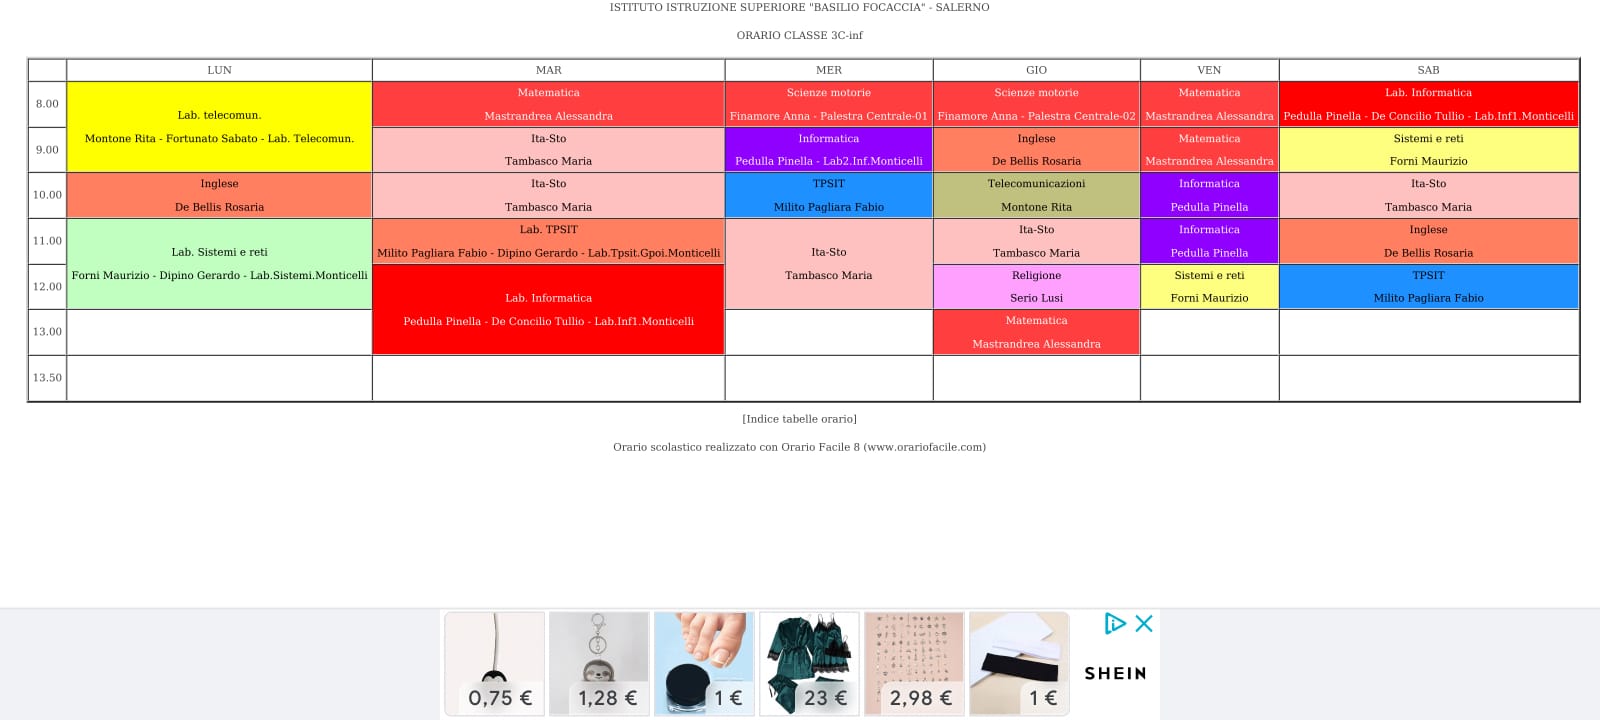 ISTITUTO ISTRUZIONE SUPERIORE "BASILIO FOCACCIA" - SALERNO
ORARIO CLASSE 3C-inf
LUN MAR MER GIO VEN SAB
8.00
Lab. telecomun.
Montone Rita - Fortunato Sabato - Lab. Telecomun.
Matematica
Mastrandrea Alessandra
Scienze motorie
Finamore Anna - Palestra Centrale-01
Scienze motorie
Finamore Anna - Palestra Centrale-02
Matematica
Mastrandrea Alessandra
Lab. Informatica
Pedulla Pinella - De Concilio Tullio - Lab.Inf1.Monticelli
9.00
Ita-Sto
Tambasco Maria
Informatica
Pedulla Pinella - Lab2.Inf.Monticelli
Inglese
De Bellis Rosaria
Matematica
Mastrandrea Alessandra
Sistemi e reti
Forni Maurizio
10.00
Inglese
De Bellis Rosaria
Ita-Sto
Tambasco Maria
TPSIT
Milito Pagliara Fabio
Telecomunicazioni
Montone Rita
Informatica
Pedulla Pinella
Ita-Sto
Tambasco Maria
11.00
Lab. Sistemi e reti
Forni Maurizio - Dipino Gerardo - Lab.Sistemi.Monticelli
Lab. TPSIT
Milito Pagliara Fabio - Dipino Gerardo - Lab.Tpsit.Gpoi.Monticelli
Ita-Sto
Tambasco Maria
Ita-Sto
Tambasco Maria
Informatica
Pedulla Pinella
Inglese
De Bellis Rosaria
12.00
Lab. Informatica
Pedulla Pinella - De Concilio Tullio - Lab.Inf1.Monticelli
Religione
Serio Lusi
Sistemi e reti
Forni Maurizio
TPSIT
Milito Pagliara Fabio
13.00
Matematica
Mastrandrea Alessandra
13.50
[Indice tabelle orario]
Orario scolastico realizzato con Orario Facile 8 (www.orariofacile.com)
0,75 €
1,28 €
1 €
23 €
2,98 €
1 €
SHEIN